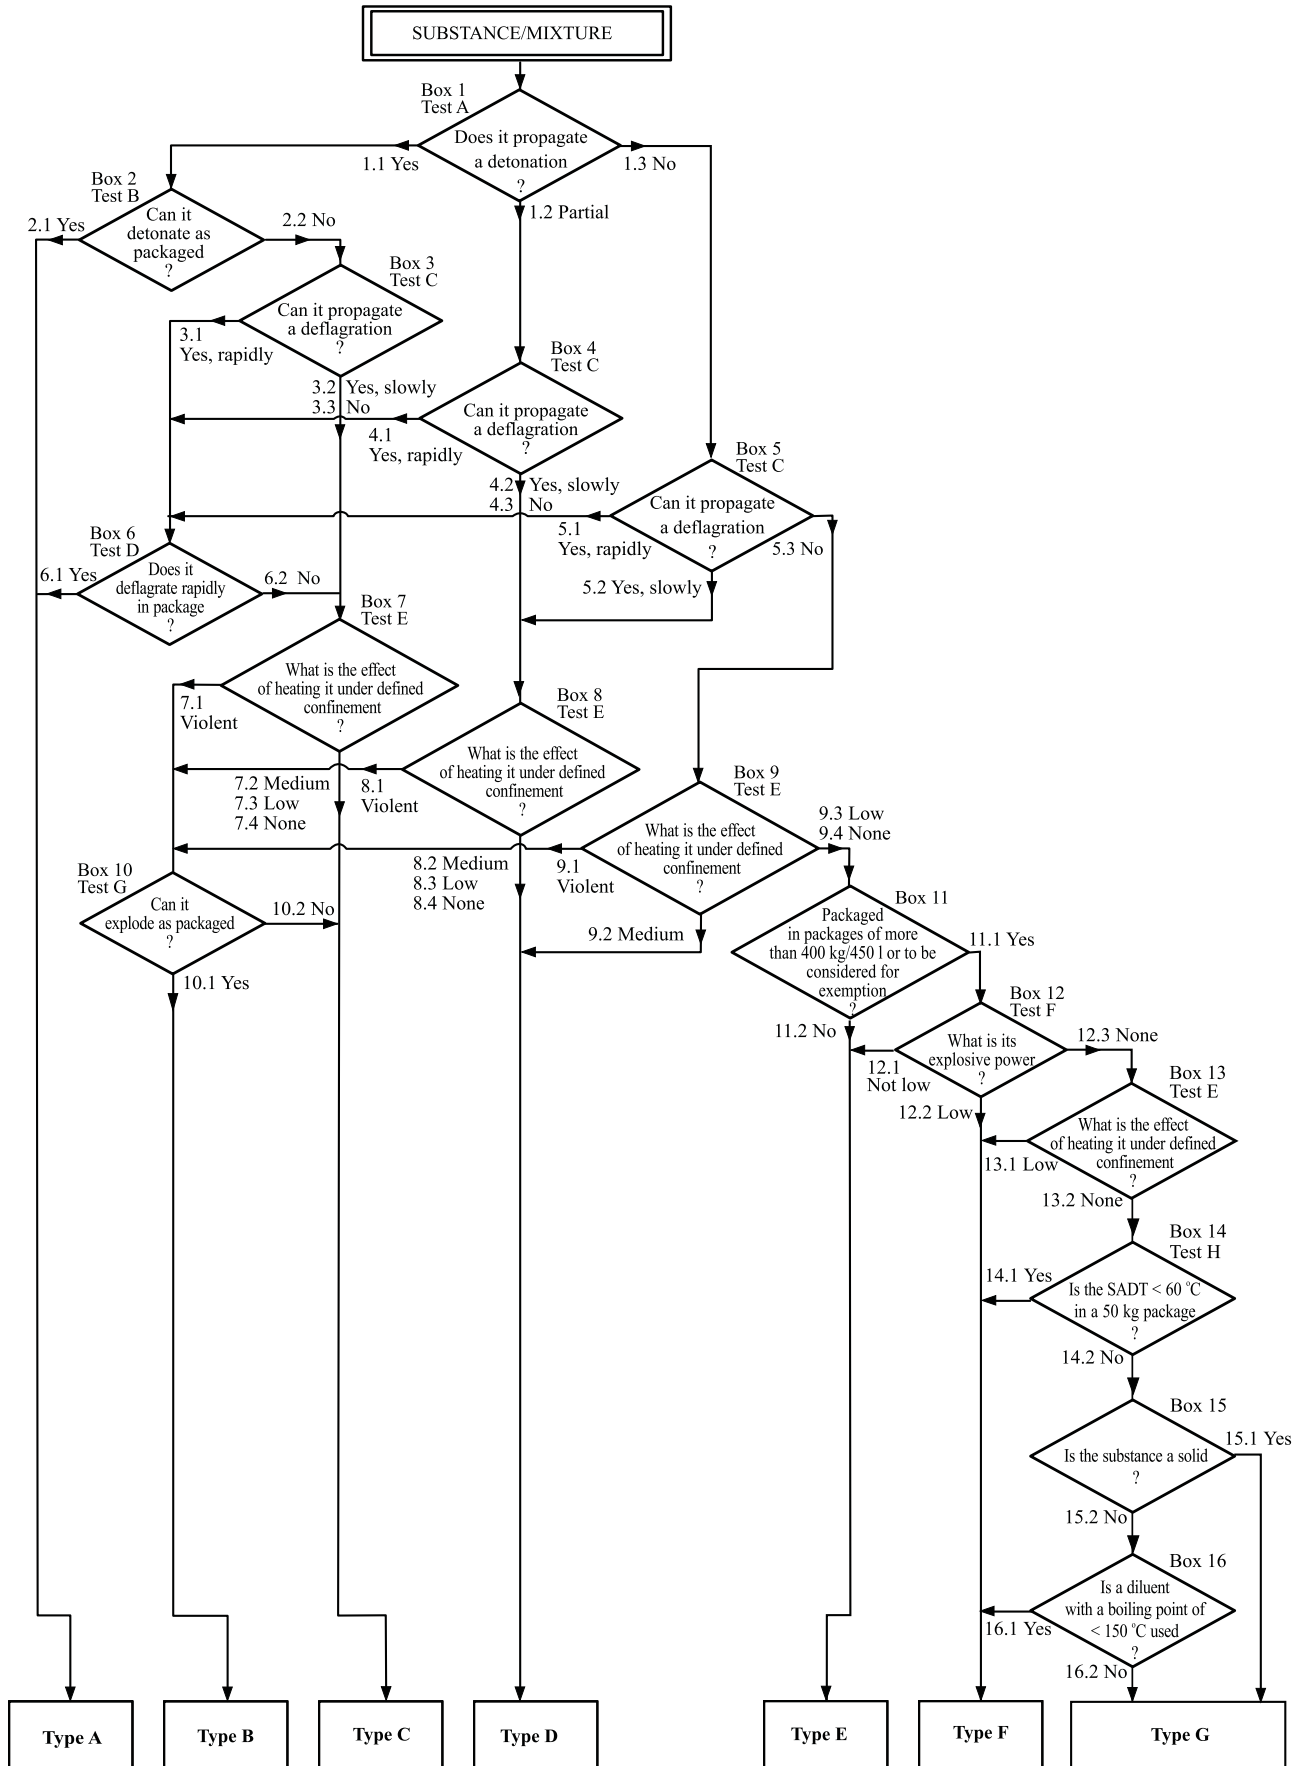 SUBSTANCE/MIXTURE
Box 1
Test A
Does it propagate
a detonation
?
1.1 Yes
1.3 No
1.2 Partial
Box 2
Test B
Can it
detonate as
packaged
?
2.1 Yes
2.2 No
Box 3
Test C
Can it propagate
a deflagration
?
3.1
Yes, rapidly
3.2 Yes, slowly
3.3 No
Box 4
Test C
Can it propagate
a deflagration
?
4.1
Yes, rapidly
4.2 Yes, slowly
4.3 No
Box 5
Test C
Can it propagate
a deflagration
?
5.1
Yes, rapidly
5.3 No
5.2 Yes, slowly
Box 6
Test D
Does it
deflagrate rapidly
in package
?
6.1 Yes
6.2 No
Box 7
Test E
What is the effect
of heating it under defined
confinement
?
7.1
Violent
7.2 Medium
7.3 Low
7.4 None
Box 8
Test E
What is the effect
of heating it under defined
confinement
?
8.1
Violent
8.2 Medium
8.3 Low
8.4 None
Box 9
Test E
What is the effect
of heating it under defined
confinement
?
9.1
Violent
9.2 Medium
9.3 Low
9.4 None
Box 10
Test G
Can it
explode as packaged
?
10.2 No
10.1 Yes
Box 11
Packaged
in packages of more
than 400 kg/450 l or to be
considered for
exemption
?
11.1 Yes
11.2 No
Box 12
Test F
What is its
explosive power
?
12.1
Not low
12.2 Low
12.3 None
Box 13
Test E
What is the effect
of heating it under defined
confinement
?
13.1 Low
13.2 None
Box 14
Test H
Is the SADT < 60 °C
in a 50 kg package
?
14.1 Yes
14.2 No
Box 15
Is the substance a solid
?
15.1 Yes
15.2 No
Box 16
Is a diluent
with a boiling point of
< 150 °C used
?
16.1 Yes
16.2 No
Type A
Type B
Type C
Type D
Type E
Type F
Type G